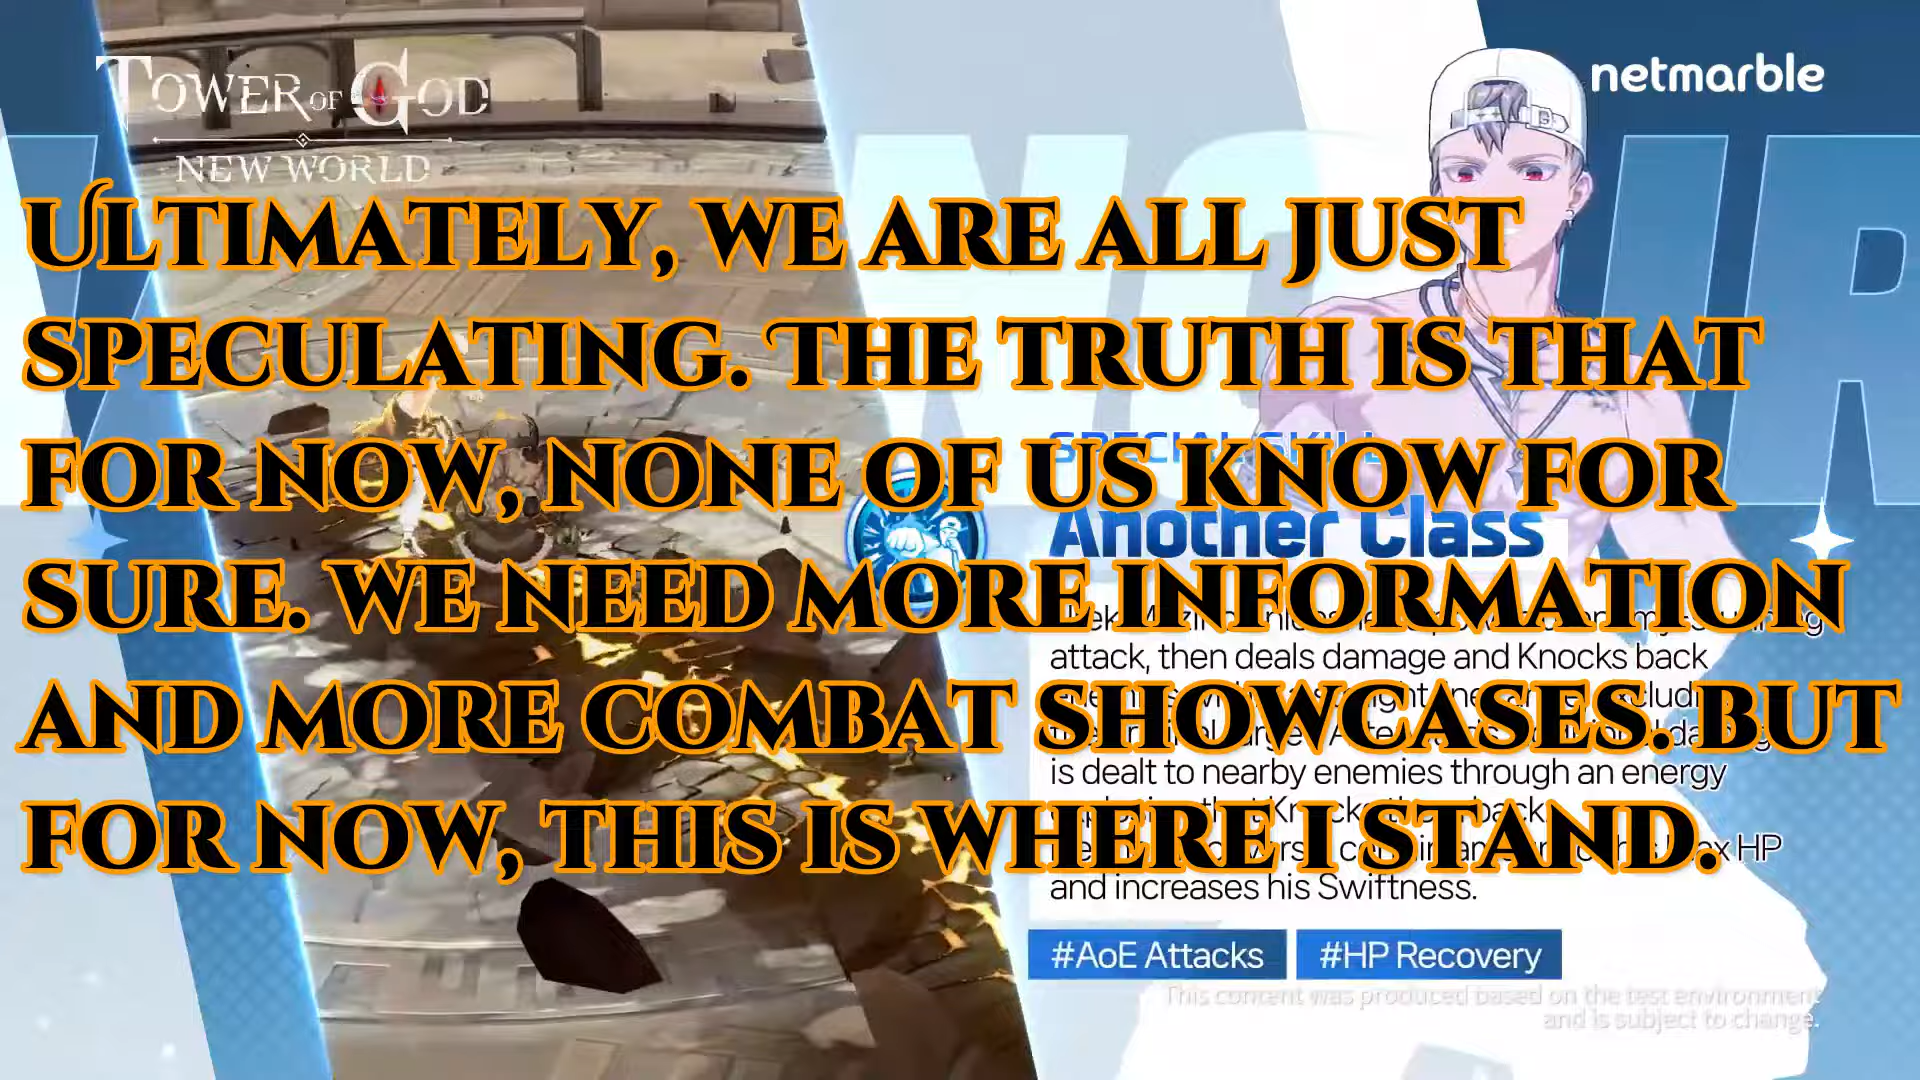 TOWER OF GOD
NEW WORLD
netmarble
ULTIMATELY, WE ARE ALL JUST
SPECULATING. THE TRUTH IS THAT
FOR NOW, NONE OF US KNOW FOR
SURE. WE NEED MORE INFORMATION
AND MORE COMBAT SHOWCASES. BUT
FOR NOW, THIS IS WHERE I STAND.
SPECIAL SKILL
Another Class
attack, then deals damage and Knocks back
is dealt to nearby enemies through an energy
HP
and increases his Swiftness.
#AoE Attacks #HP Recovery
This content was produced based on the test environment
and is subject to change.